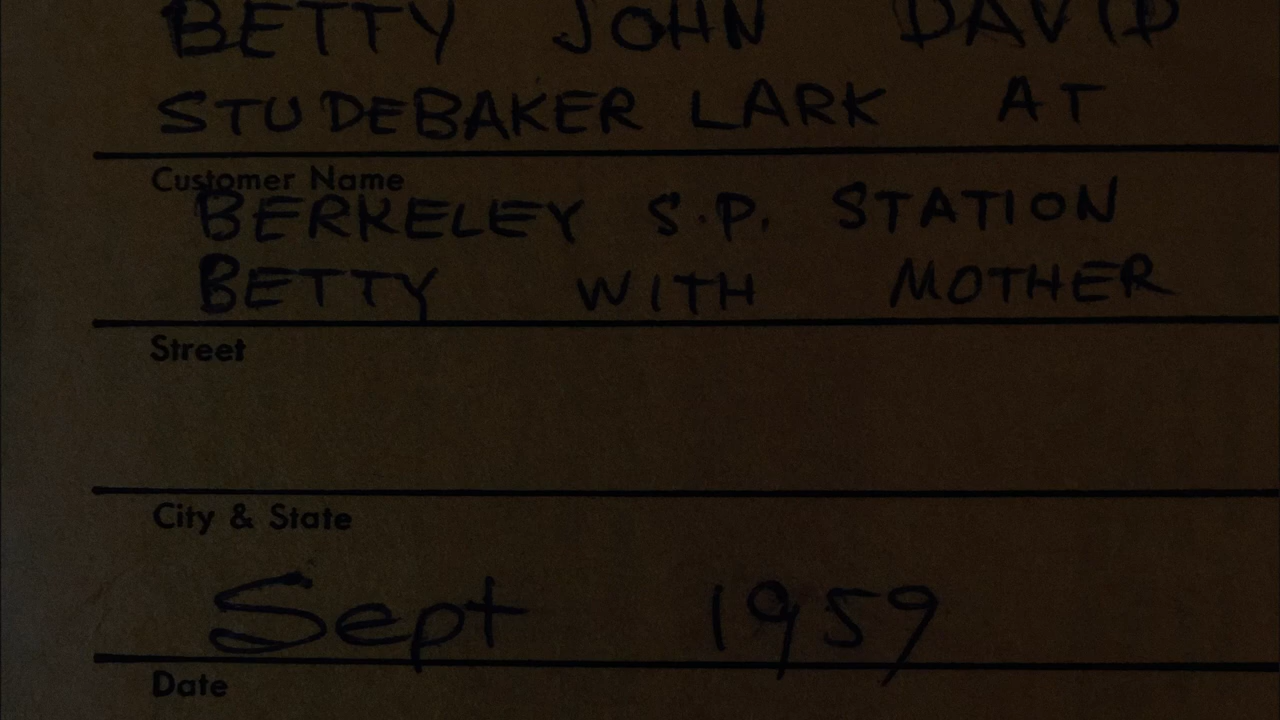 BETTY JOHN DAVID
STUDEBAKER LARK AT
Customer Name
BERKELEY S.P. STATION
BETTY WITH MOTHER
Street
City & State
Sept 1959
Date